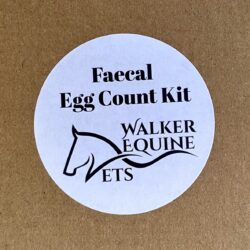 Faecal
Egg Count Kit
WALKER
EQUINE
VETS